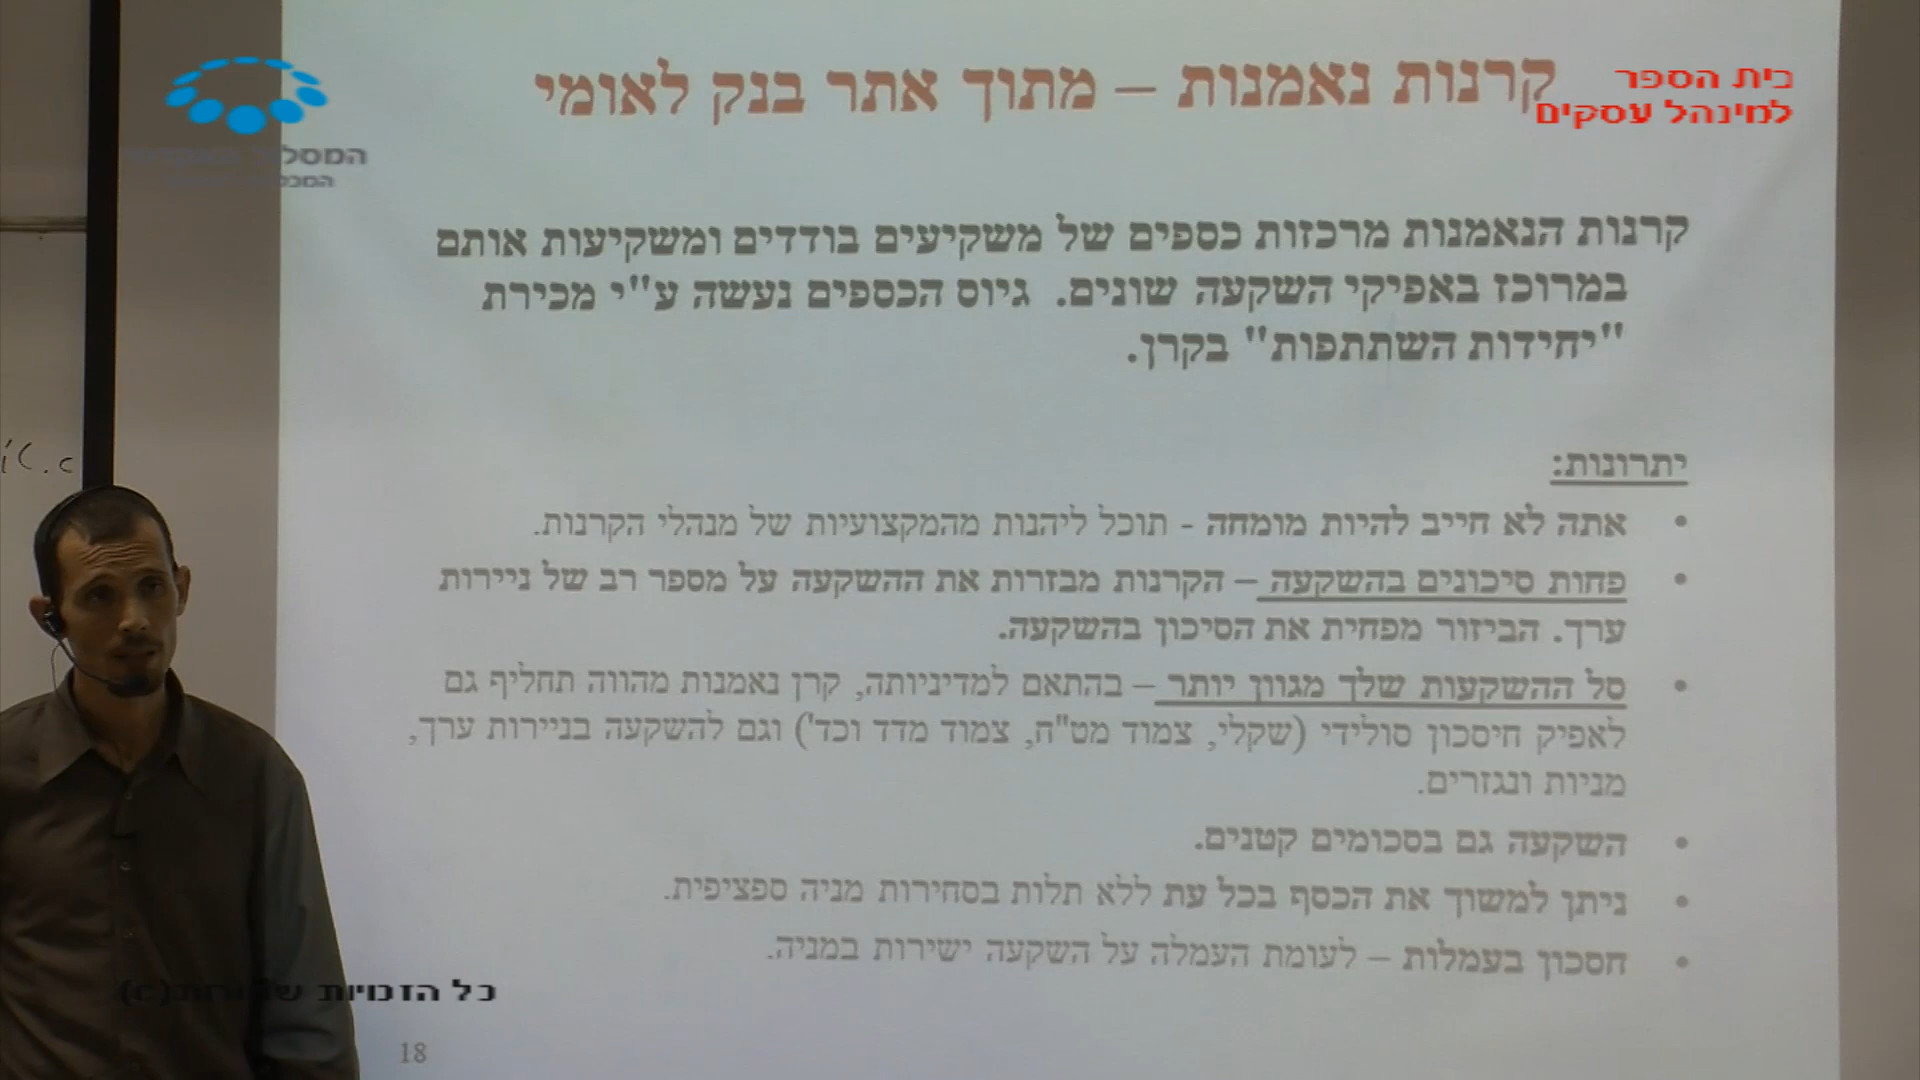 בית הספר
למינהל עסקים
קרנות נאמנות – מתוך אתר בנק לאומי
קרנות הנאמנות מרכזות כספים של משקיעים בודדים ומשקיעות אותם
במרוכז באפיקי השקעה שונים. גיוס הכספים נעשה ע"י מכירת
"יחידות השתתפות" בקרן.
יתרונות:
• אתה לא חייב להיות מומחה - תוכל ליהנות מהמקצועיות של מנהלי הקרנות.
• פחות סיכונים בהשקעה – הקרנות מבזרות את ההשקעה על מספר רב של ניירות
ערך. הביזור מפחית את הסיכון בהשקעה.
• סל ההשקעות שלך מגוון יותר – בהתאם למדיניותה, קרן נאמנות מהווה תחליף גם
לאפיק חיסכון סולידי (שקלי, צמוד מט"ח, צמוד מדד וכד') וגם להשקעה בניירות ערך,
מניות ונגזרים.
• השקעה גם בסכומים קטנים.
• ניתן למשוך את הכסף בכל עת ללא תלות בסחירות מניה ספציפית.
• חסכון בעמלות – לעומת העמלה על השקעה ישירות במניה.
כל הזכויות שמורות(c)
18